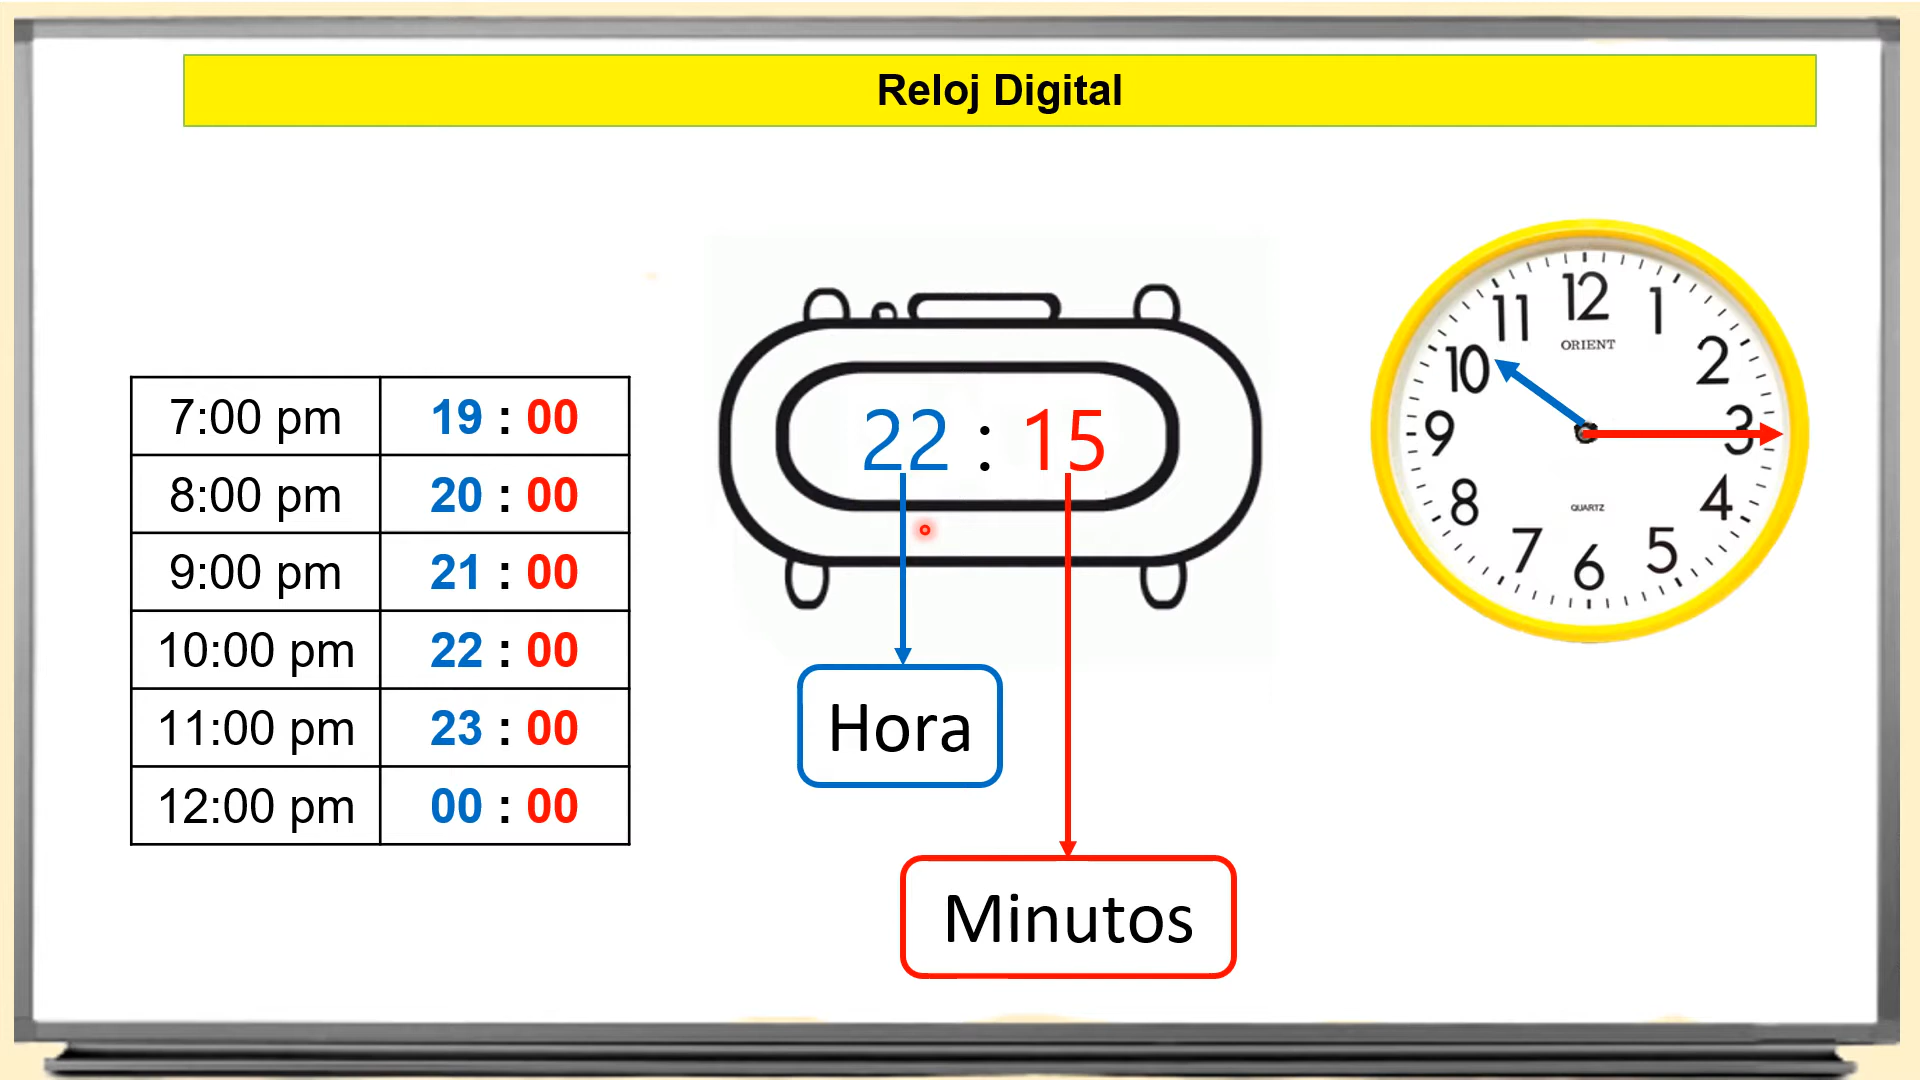 Reloj Digital
7:00 pm 19 : 00
8:00 pm 20 : 00
9:00 pm 21 : 00
10:00 pm 22 : 00
11:00 pm 23 : 00
12:00 pm 00 : 00
22 : 15
Hora
Minutos
12
11 1
ORIENT
10 2
9 3
8 4
QUARTZ
7 5
6